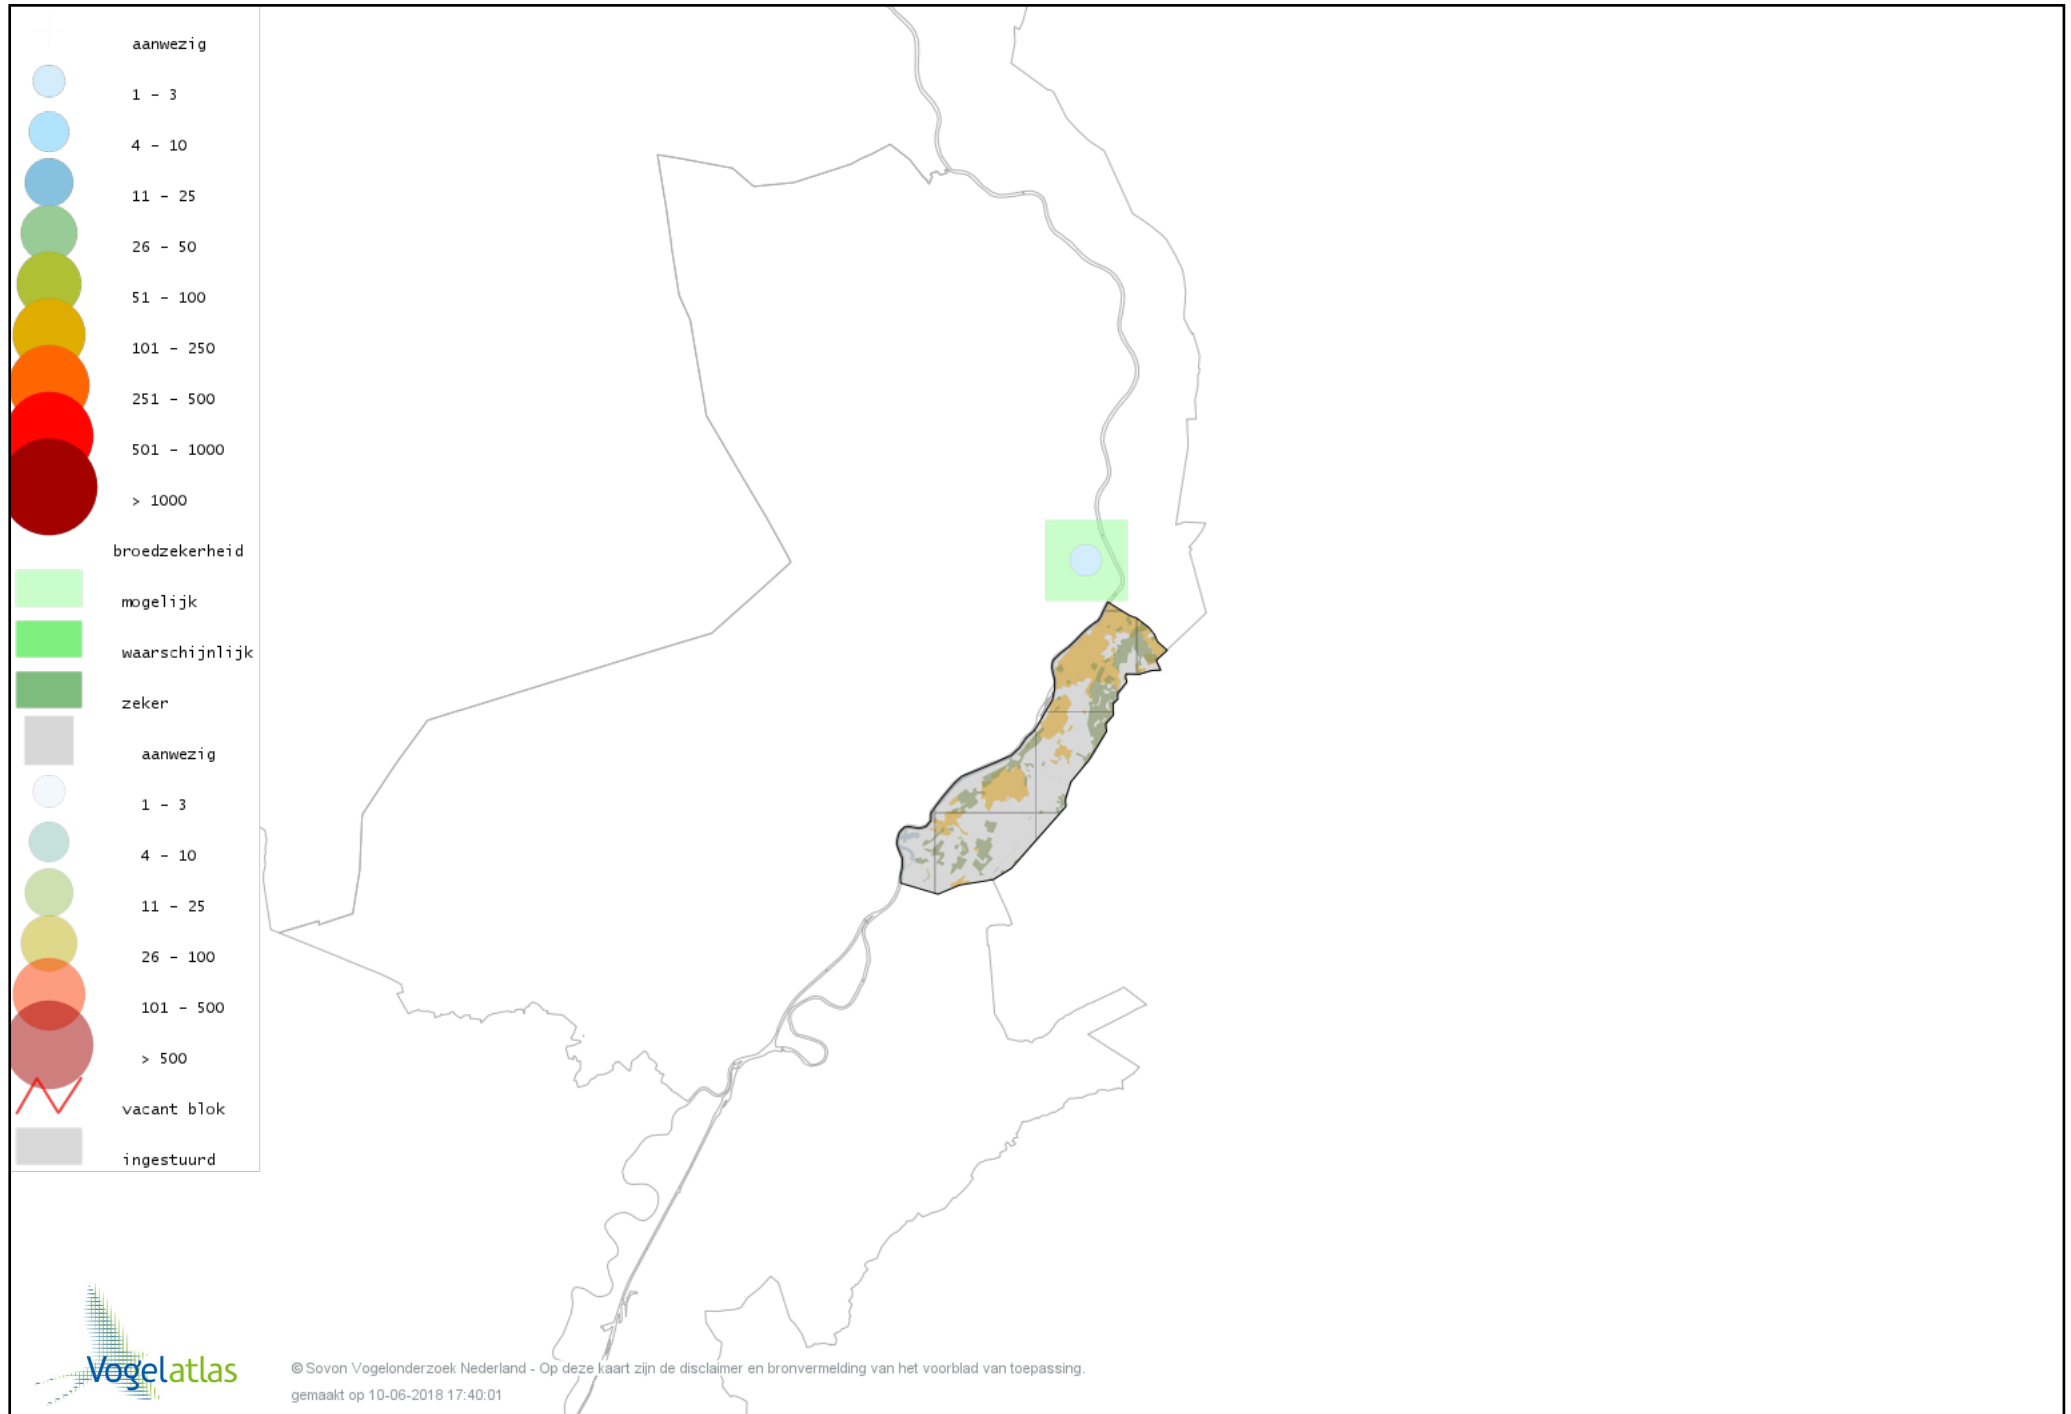 aanwezig
1 - 3
4 - 10
11 - 25
26 - 50
51 - 100
101 - 250
251 - 500
501 - 1000
> 1000
broedzekerheid
mogelijk
waarschijnlijk
zeker
aanwezig
1 - 3
4 - 10
11 - 25
26 - 100
101 - 500
> 500
vacant blok
ingestuurd
Vogelatlas
© Sovon Vogelonderzoek Nederland - Op deze kaart zijn de disclaimer en bronvermelding van het voorblad van toepassing.
gemaakt op 10-06-2018 17:40:01